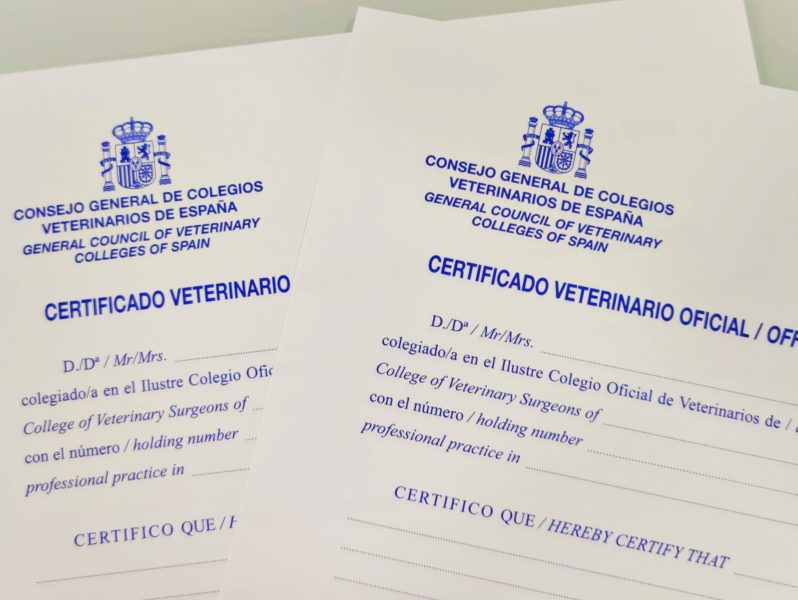 CONSEJO GENERAL DE COLEGIOS
VETERINARIOS DE ESPAÑA
GENERAL COUNCIL OF VETERINARY
COLLEGES OF SPAIN
CERTIFICADO VETERINARIO
D./Dª / Mr/Mrs.
colegiado/a en el Ilustre Colegio Ofic
College of Veterinary Surgeons of
con el número / holding number
professional practice in
CERTIFICO QUE / H
CONSEJO GENERAL DE COLEGIOS
VETERINARIOS DE ESPAÑA
GENERAL COUNCIL OF VETERINARY
COLLEGES OF SPAIN
CERTIFICADO VETERINARIO OFICIAL / OFF
D./Dª / Mr/Mrs.
colegiado/a en el Ilustre Colegio Oficial de Veterinarios de /
College of Veterinary Surgeons of
con el número / holding number
professional practice in
CERTIFICO QUE / HEREBY CERTIFY THAT